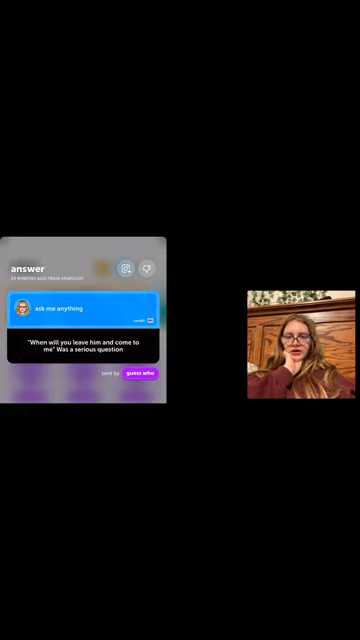 answer
ask me anything
"When will you leave him and come to
me" Was a serious question
sent by guess who